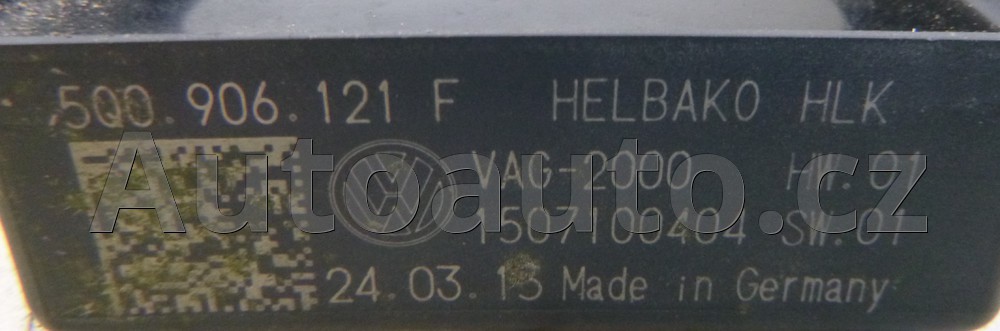 5Q0.906.121 F HELBAKO HLK
VAG-2000 HW.01
1507100404 SW.01
24.03.15 Made in Germany
Autoauto.cz